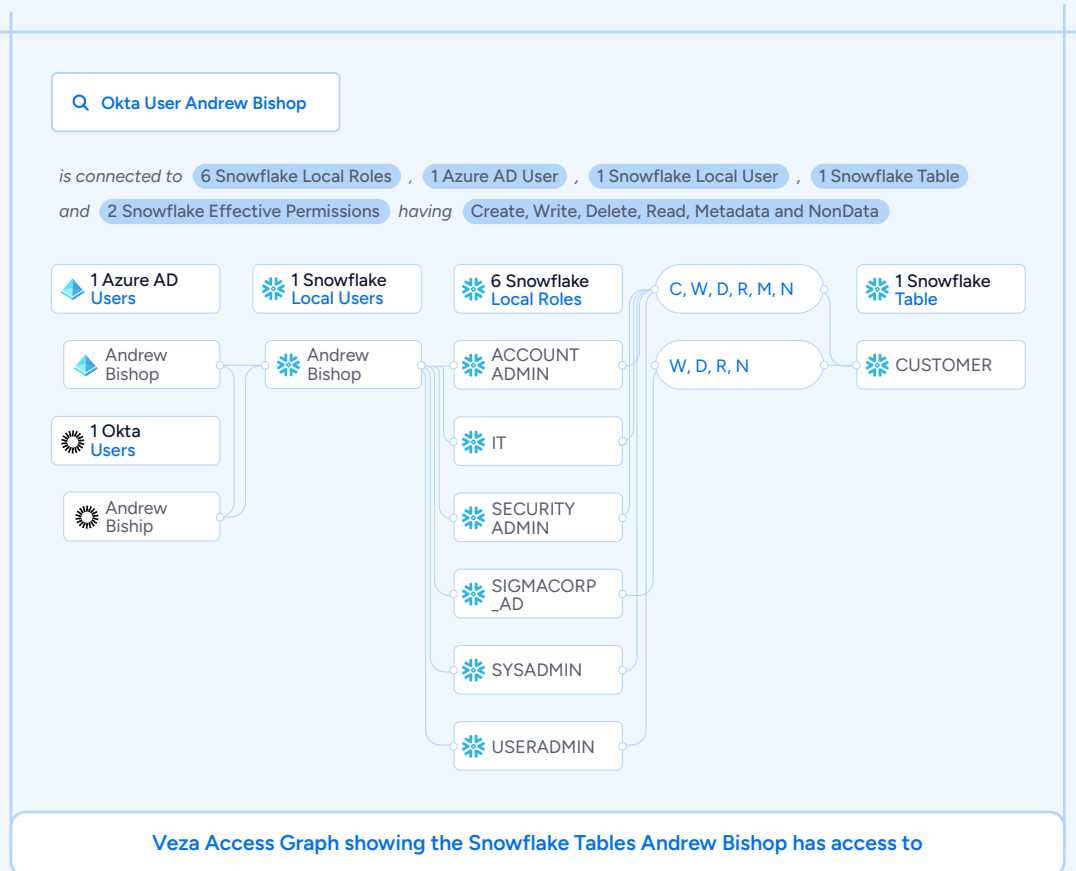 Okta User Andrew Bishop
is connected to 6 Snowflake Local Roles , 1 Azure AD User , 1 Snowflake Local User , 1 Snowflake Table
and 2 Snowflake Effective Permissions having Create, Write, Delete, Read, Metadata and NonData
1 Azure AD
Users
1 Snowflake
Local Users
6 Snowflake
Local Roles
C, W, D, R, M, N
1 Snowflake
Table
Andrew
Bishop
Andrew
Bishop
ACCOUNT
ADMIN
W, D, R, N
CUSTOMER
1 Okta
Users
IT
Andrew
Biship
SECURITY
ADMIN
SIGMACORP
_AD
SYSADMIN
USERADMIN
Veza Access Graph showing the Snowflake Tables Andrew Bishop has access to